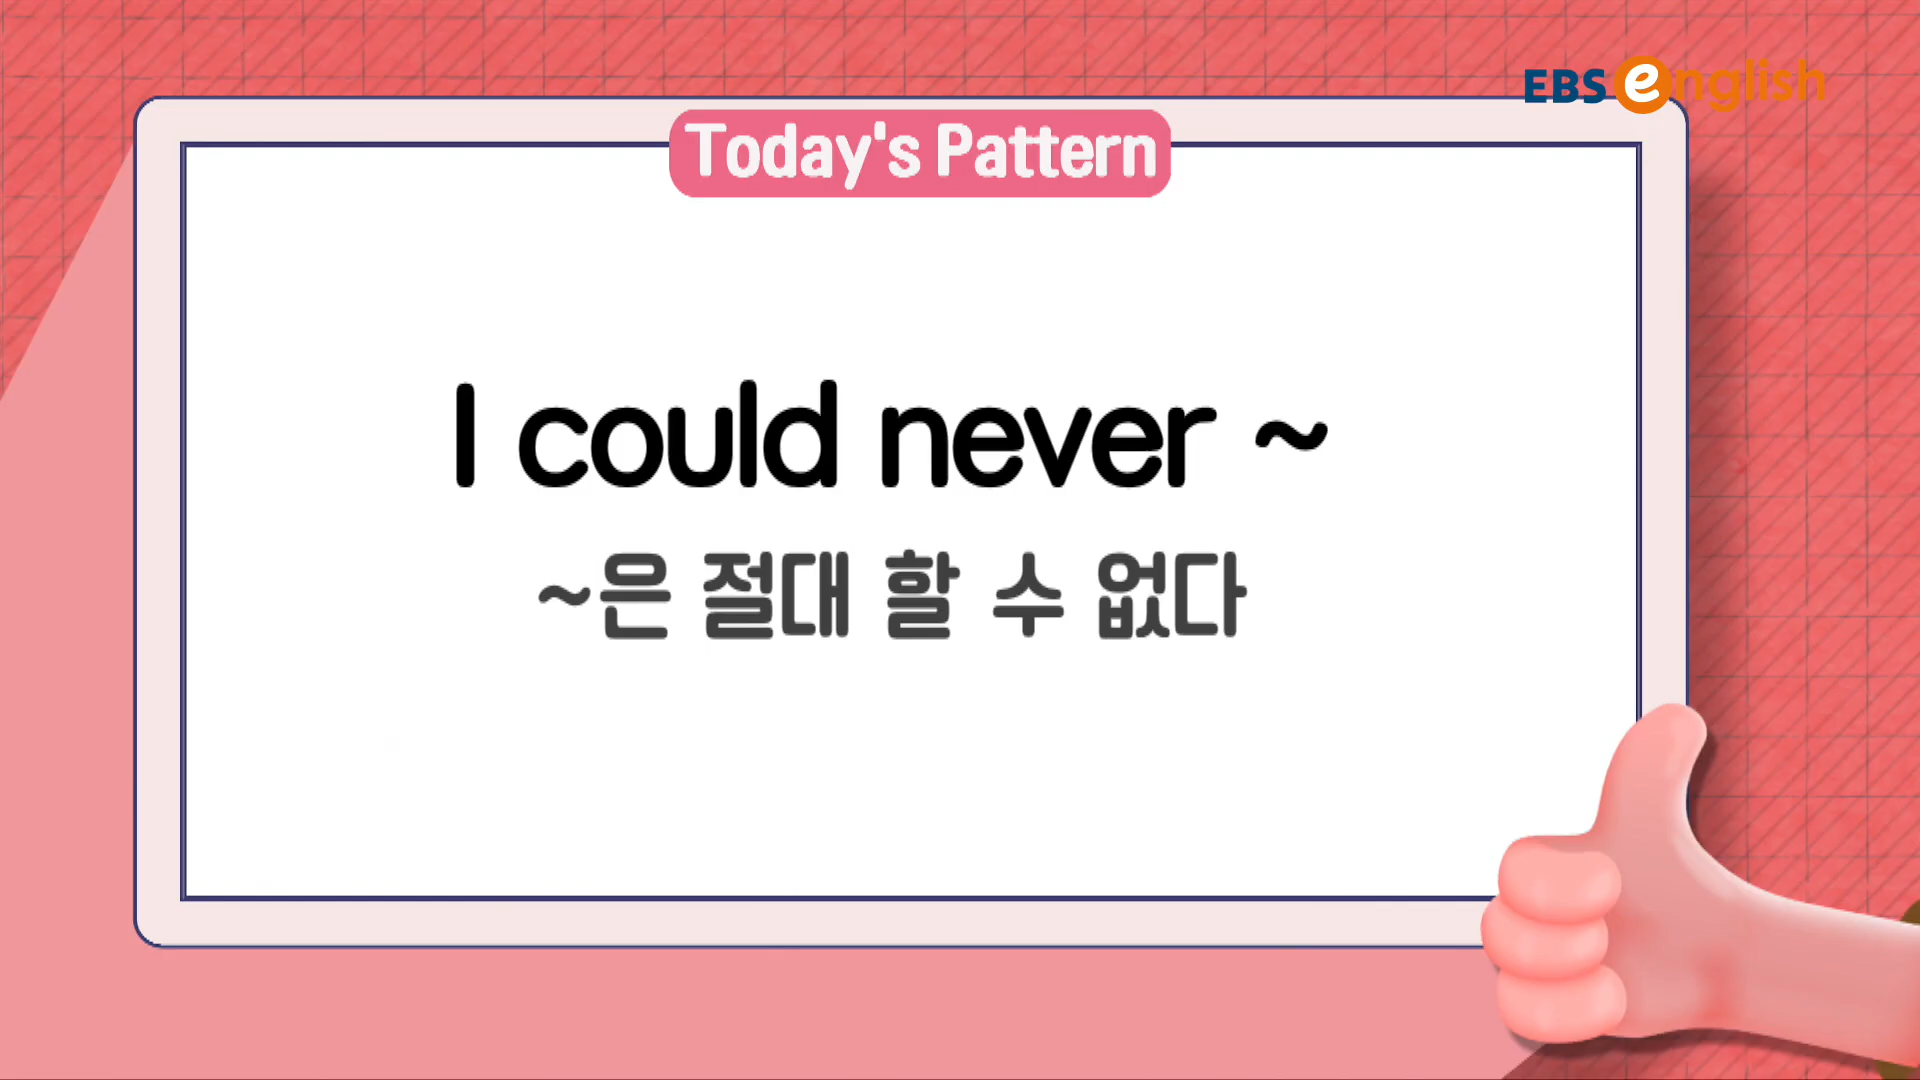 EBS english
Today's Pattern
I could never ~
~은 절대 할 수 없다